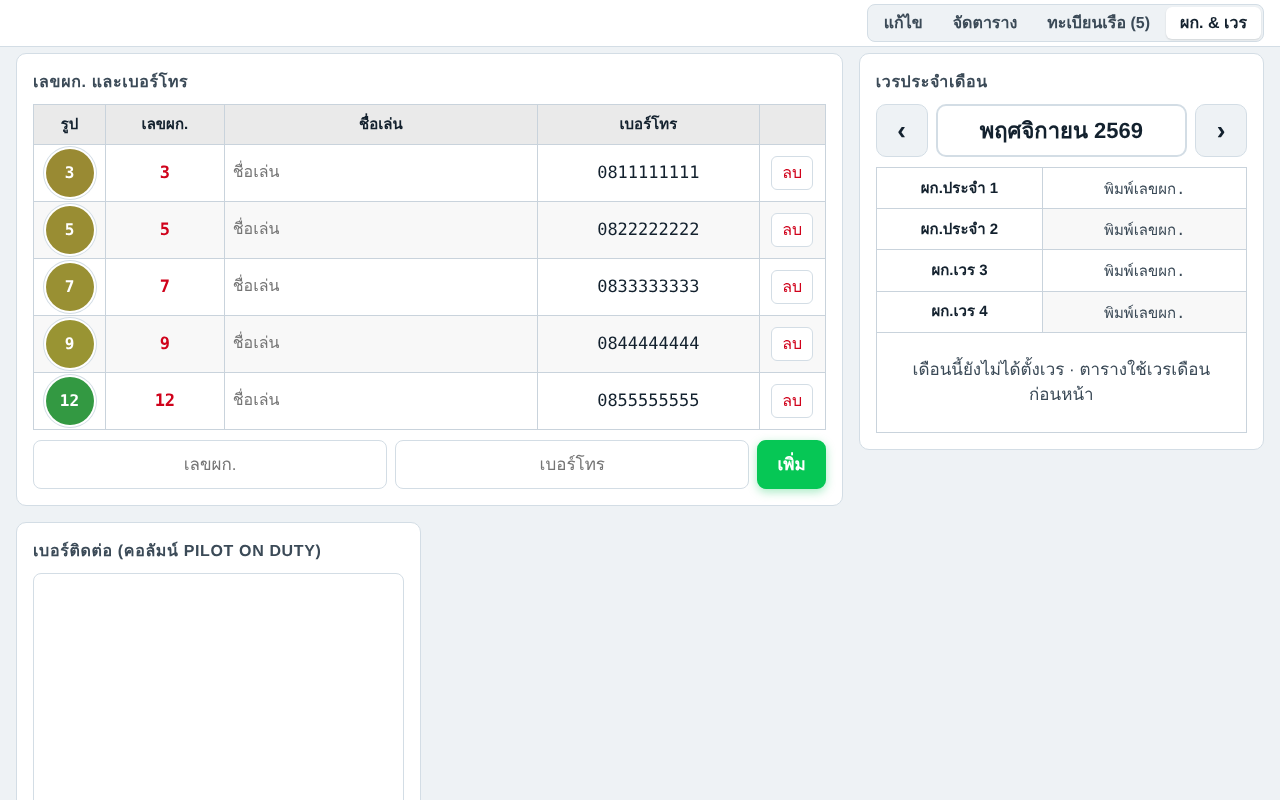 แก้ไข จัดตาราง ทะเบียนเรือ (5) ผก. & เวร
เลขผก. และเบอร์โทร
รูป เลขผก. ชื่อเล่น เบอร์โทร
3 3 ชื่อเล่น 0811111111 ลบ
5 5 ชื่อเล่น 0822222222 ลบ
7 7 ชื่อเล่น 0833333333 ลบ
9 9 ชื่อเล่น 0844444444 ลบ
12 12 ชื่อเล่น 0855555555 ลบ
เลขผก. เบอร์โทร เพิ่ม
เวรประจำเดือน
‹ พฤศจิกายน 2569 ›
ผก.ประจำ 1 พิมพ์เลขผก.
ผก.ประจำ 2 พิมพ์เลขผก.
ผก.เวร 3 พิมพ์เลขผก.
ผก.เวร 4 พิมพ์เลขผก.
เดือนนี้ยังไม่ได้ตั้งเวร · ตารางใช้เวรเดือน
ก่อนหน้า
เบอร์ติดต่อ (คอลัมน์ PILOT ON DUTY)